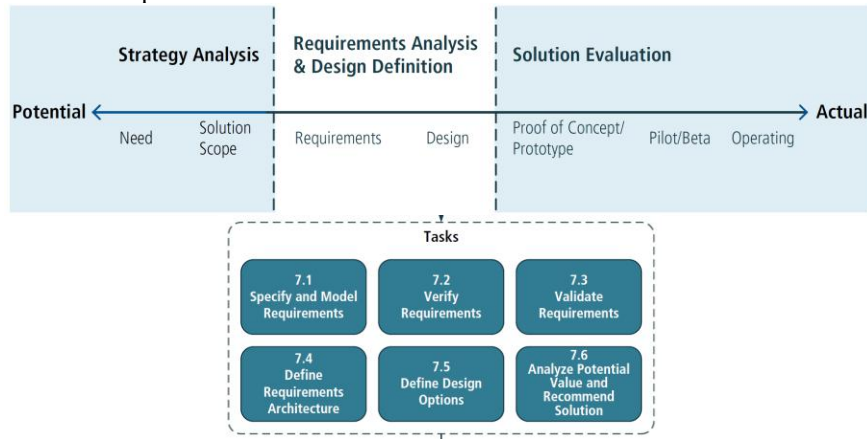 Strategy Analysis
Requirements Analysis
& Design Definition
Solution Evaluation
Potential
Actual
Need
Solution
Scope
Requirements
Design
Proof of Concept/
Prototype
Pilot/Beta
Operating
Tasks
7.1
Specify and Model
Requirements
7.2
Verify
Requirements
7.3
Validate
Requirements
7.4
Define
Requirements
Architecture
7.5
Define Design
Options
7.6
Analyze Potential
Value and
Recommend
Solution